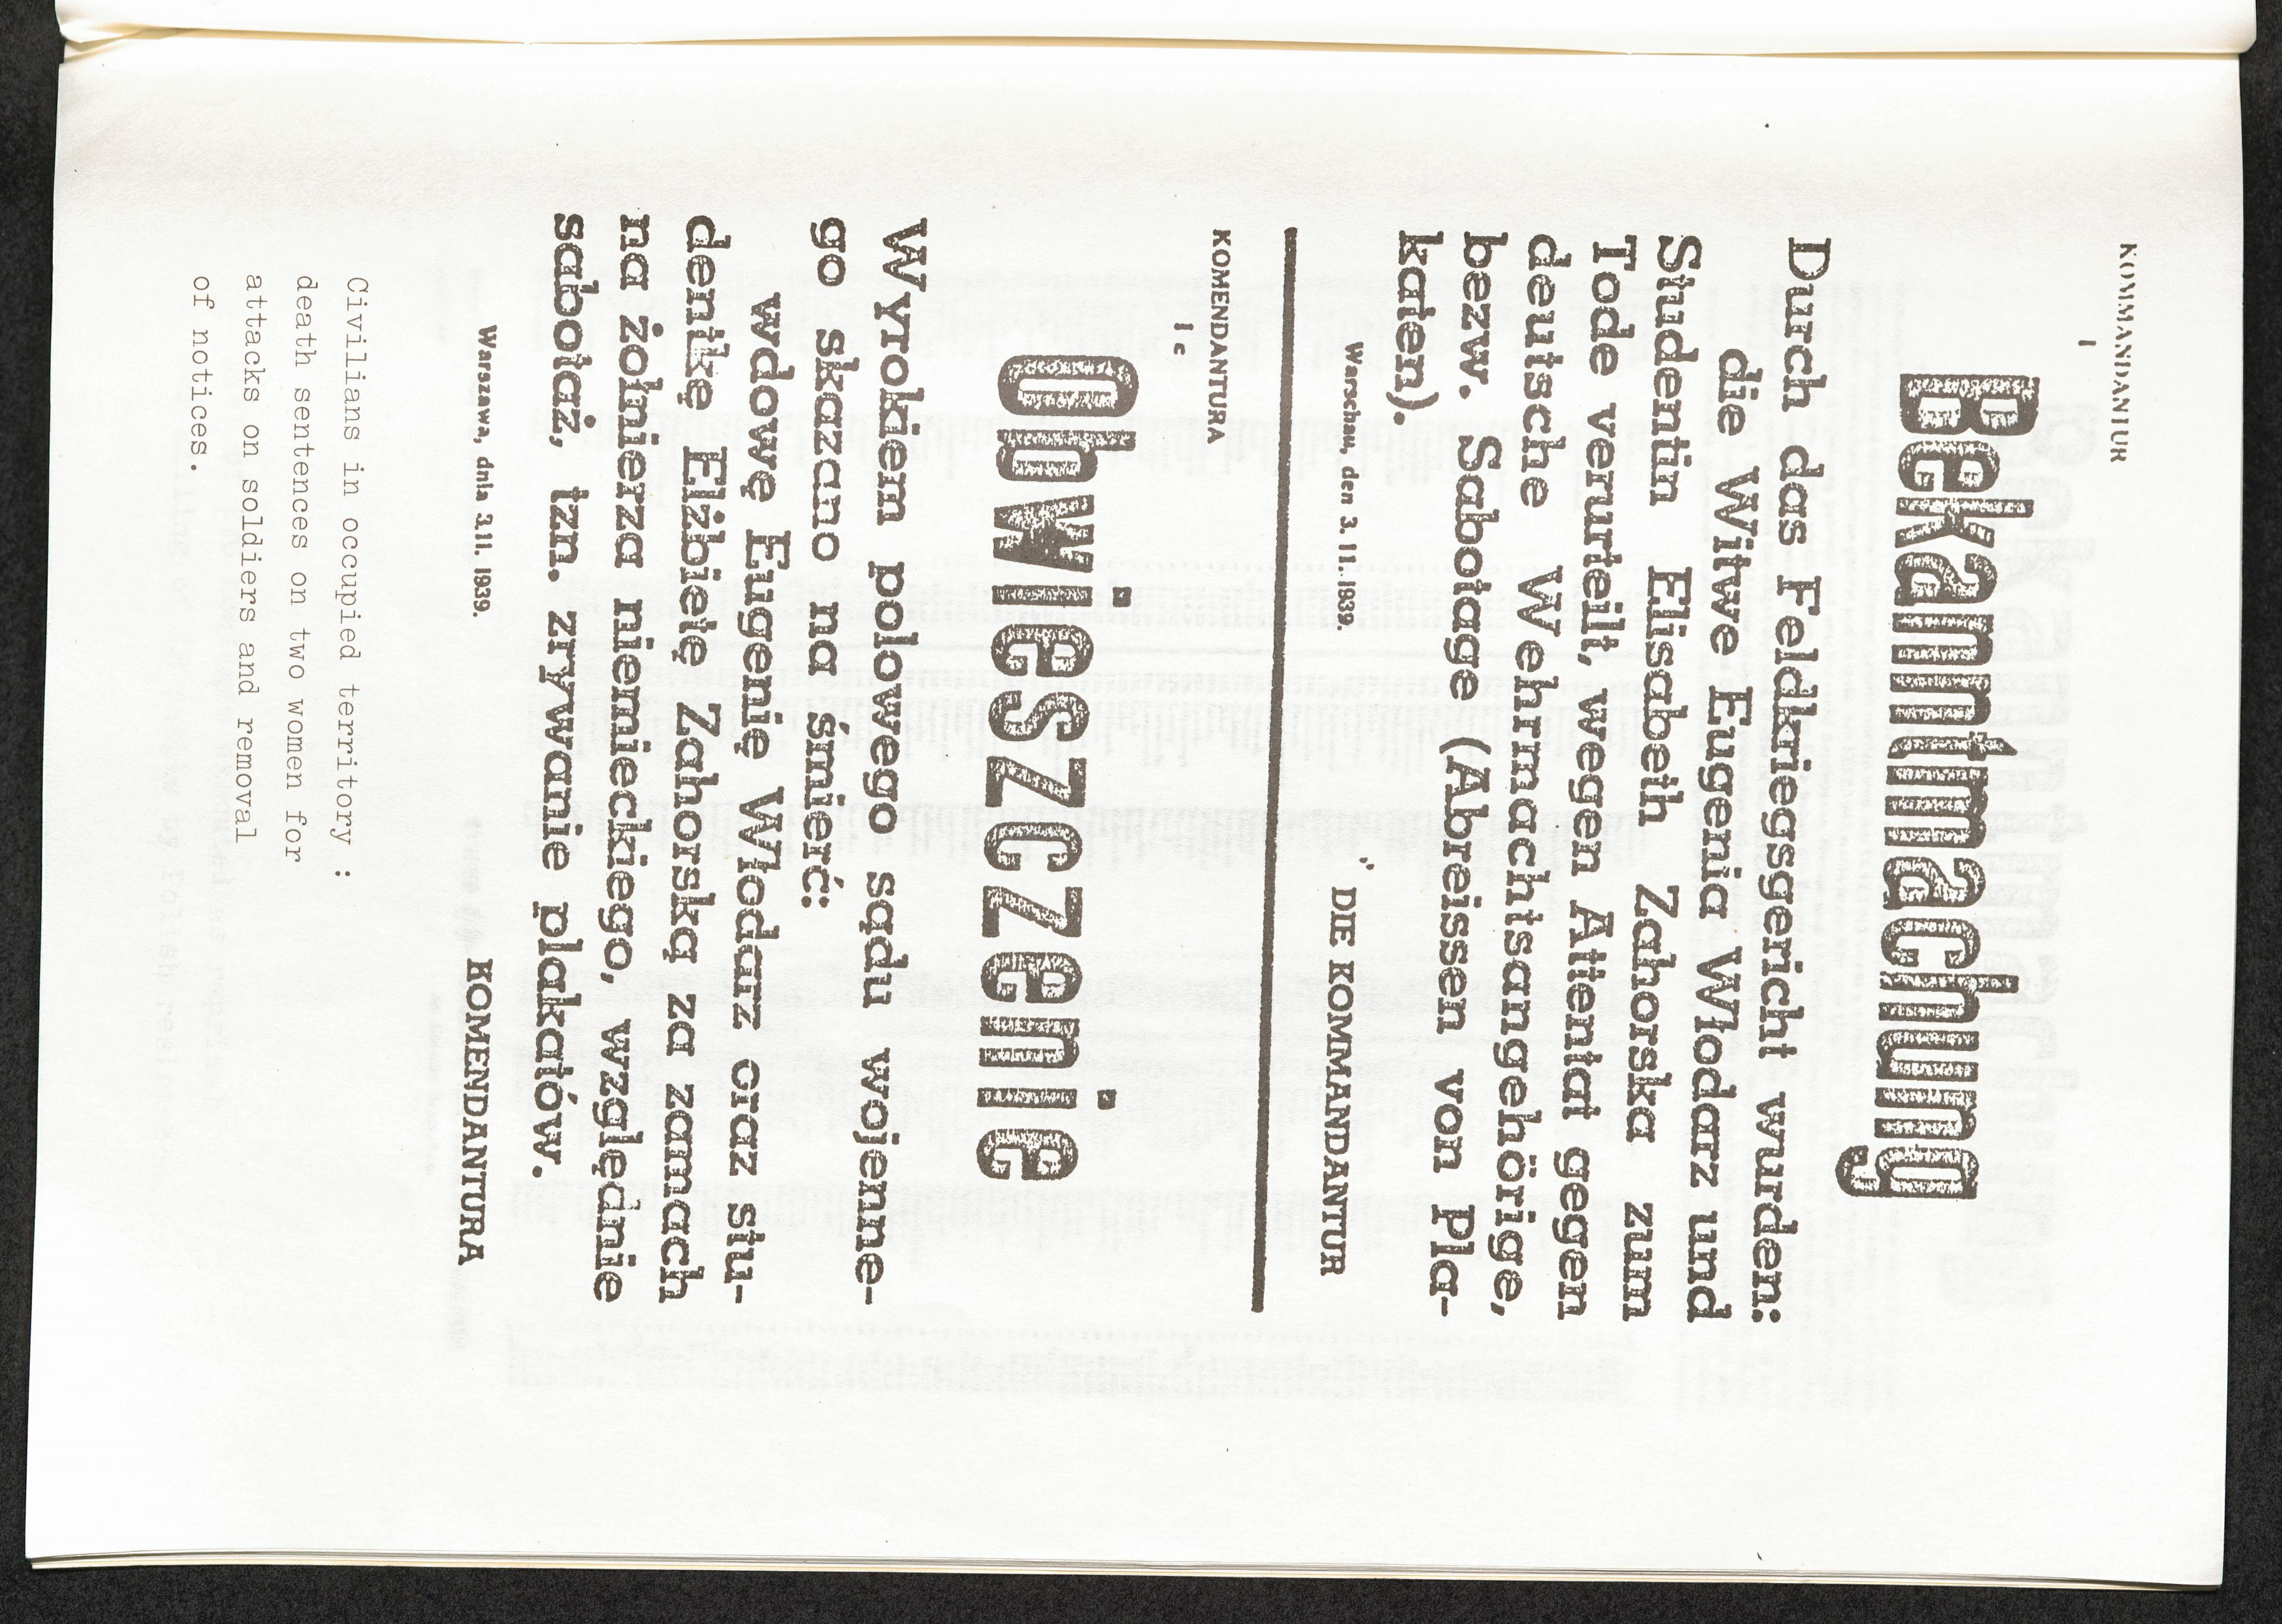 KOMMANDANTUR
I
Bekanntmachung
Durch das Feldkriegsgericht wurden:
die Witwe Eugenia Włodarz und
Studentin Elisabeth Zahorska zum
Tode verurteilt, wegen Attentat gegen
deutsche Wehrmachtsangehörige,
bezw. Sabotage (Abreissen von Pla-
katen).
Warschau, den 3. 11. 1939.
DIE KOMMANDANTUR
KOMENDANTURA
I c
Obwieszczenie
Wyrokiem polowego sądu wojenne-
go skazano na śmierć:
wdowę Eugenię Włodarz oraz stu-
dentkę Elżbietę Zahorską za zamach
na żołnierza niemieckiego, względnie
sabotaż, tzn. zrywanie plakatów.
Warszawa, dnia 3.11. 1939.
KOMENDANTURA
Civilians in occupied territory :
death sentences on two women for
attacks on soldiers and removal
of notices.